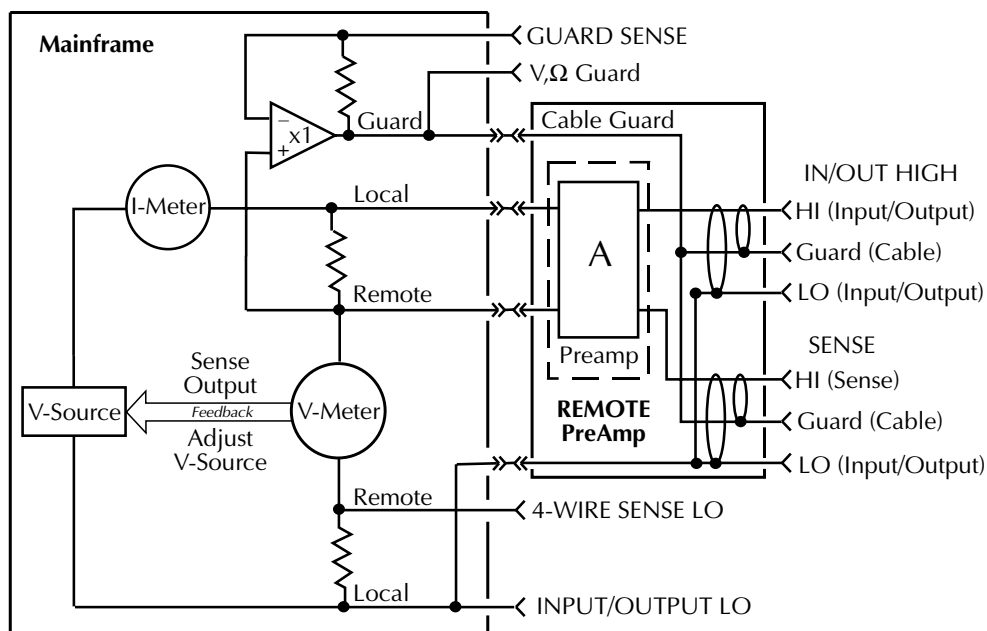 Mainframe
GUARD SENSE
V,Ω Guard
−
x1
+
Guard
Cable Guard
I-Meter
Local
IN/OUT HIGH
HI (Input/Output)
A
Guard (Cable)
Remote
LO (Input/Output)
Preamp
SENSE
Sense
Output
HI (Sense)
V-Source
Feedback
V-Meter
REMOTE
PreAmp
Guard (Cable)
Adjust
V-Source
LO (Input/Output)
Remote
4-WIRE SENSE LO
Local
INPUT/OUTPUT LO